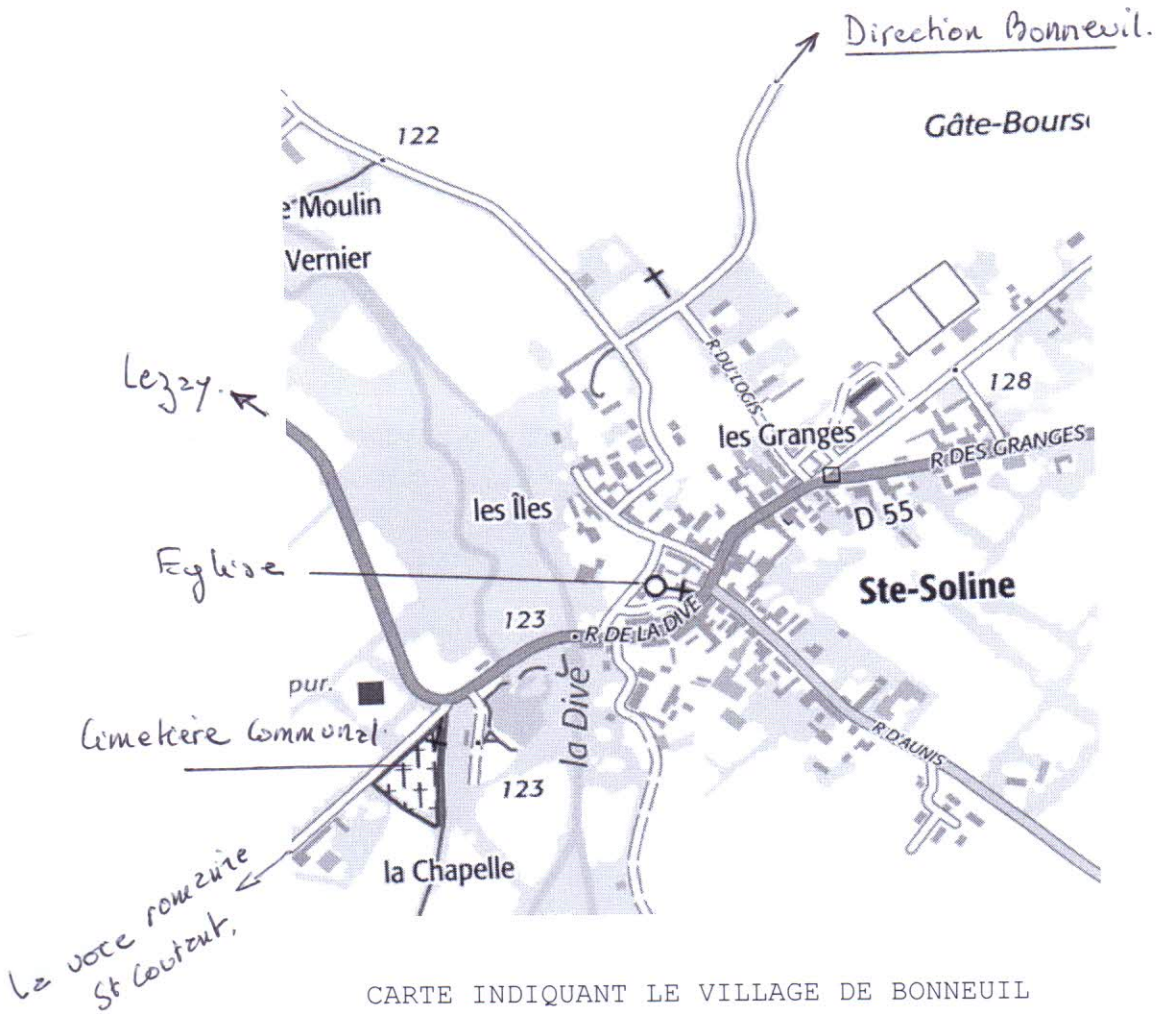 Direction Bonneuil.
Gâte-Bours
122
e Moulin
Vernier
Lezay.
R DU LOGIS
128
les Granges
R DES GRANGES
les Îles
D 55
Eglise
Ste-Soline
123
R DE LA DIVE
pur.
la Dive
Cimetière Communal.
R D'AUNIS
123
la Chapelle
La voie romaine
St Coutant.
CARTE INDIQUANT LE VILLAGE DE BONNEUIL